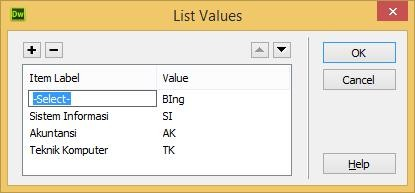 Dw
List Values
OK
Cancel
Help
Item Label Value
-Select- BIng
Sistem Informasi SI
Akuntansi AK
Teknik Komputer TK